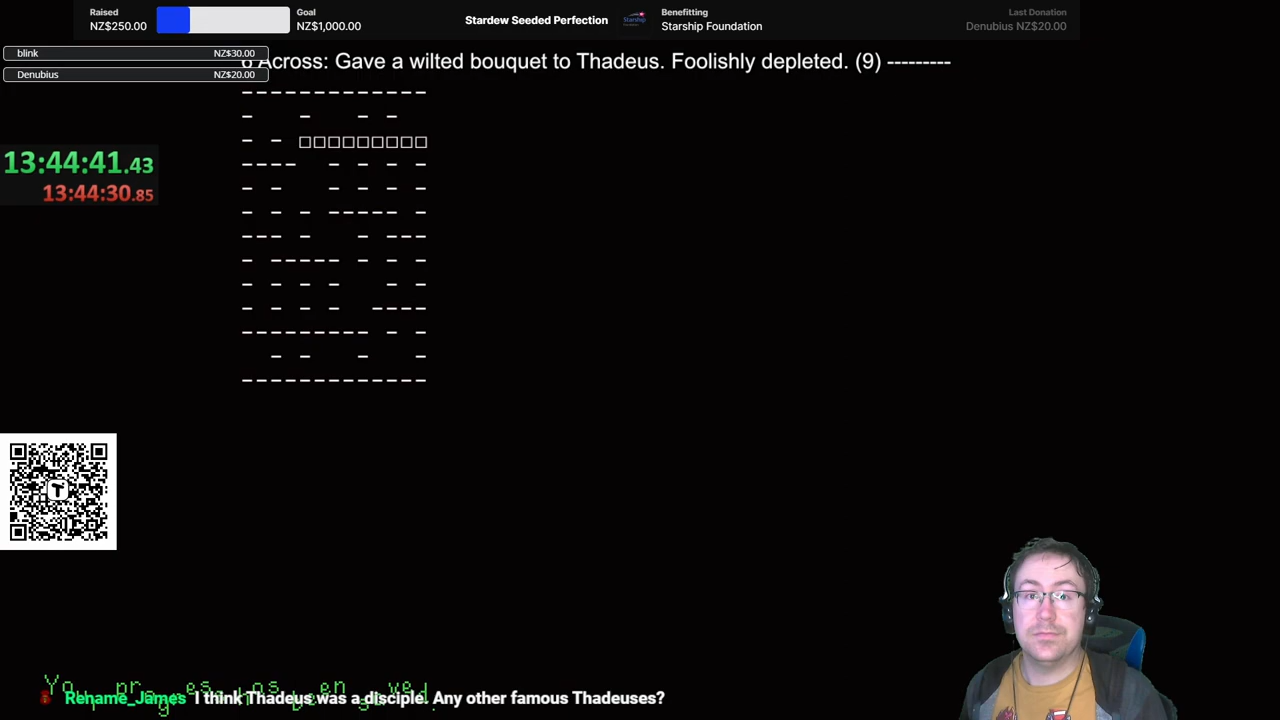 Raised
NZ$250.00
Goal
NZ$1,000.00
Stardew Seeded Perfection
Starship
Benefitting
Starship Foundation
Last Donation
Denubius NZ$20.00
blink NZ$30.00
Denubius NZ$20.00
6 Across: Gave a wilted bouquet to Thadeus. Foolishly depleted. (9) ---------
13:44:41.43
13:44:30.85
T
Rename_James I think Thadeus was a disciple. Any other famous Thadeuses?